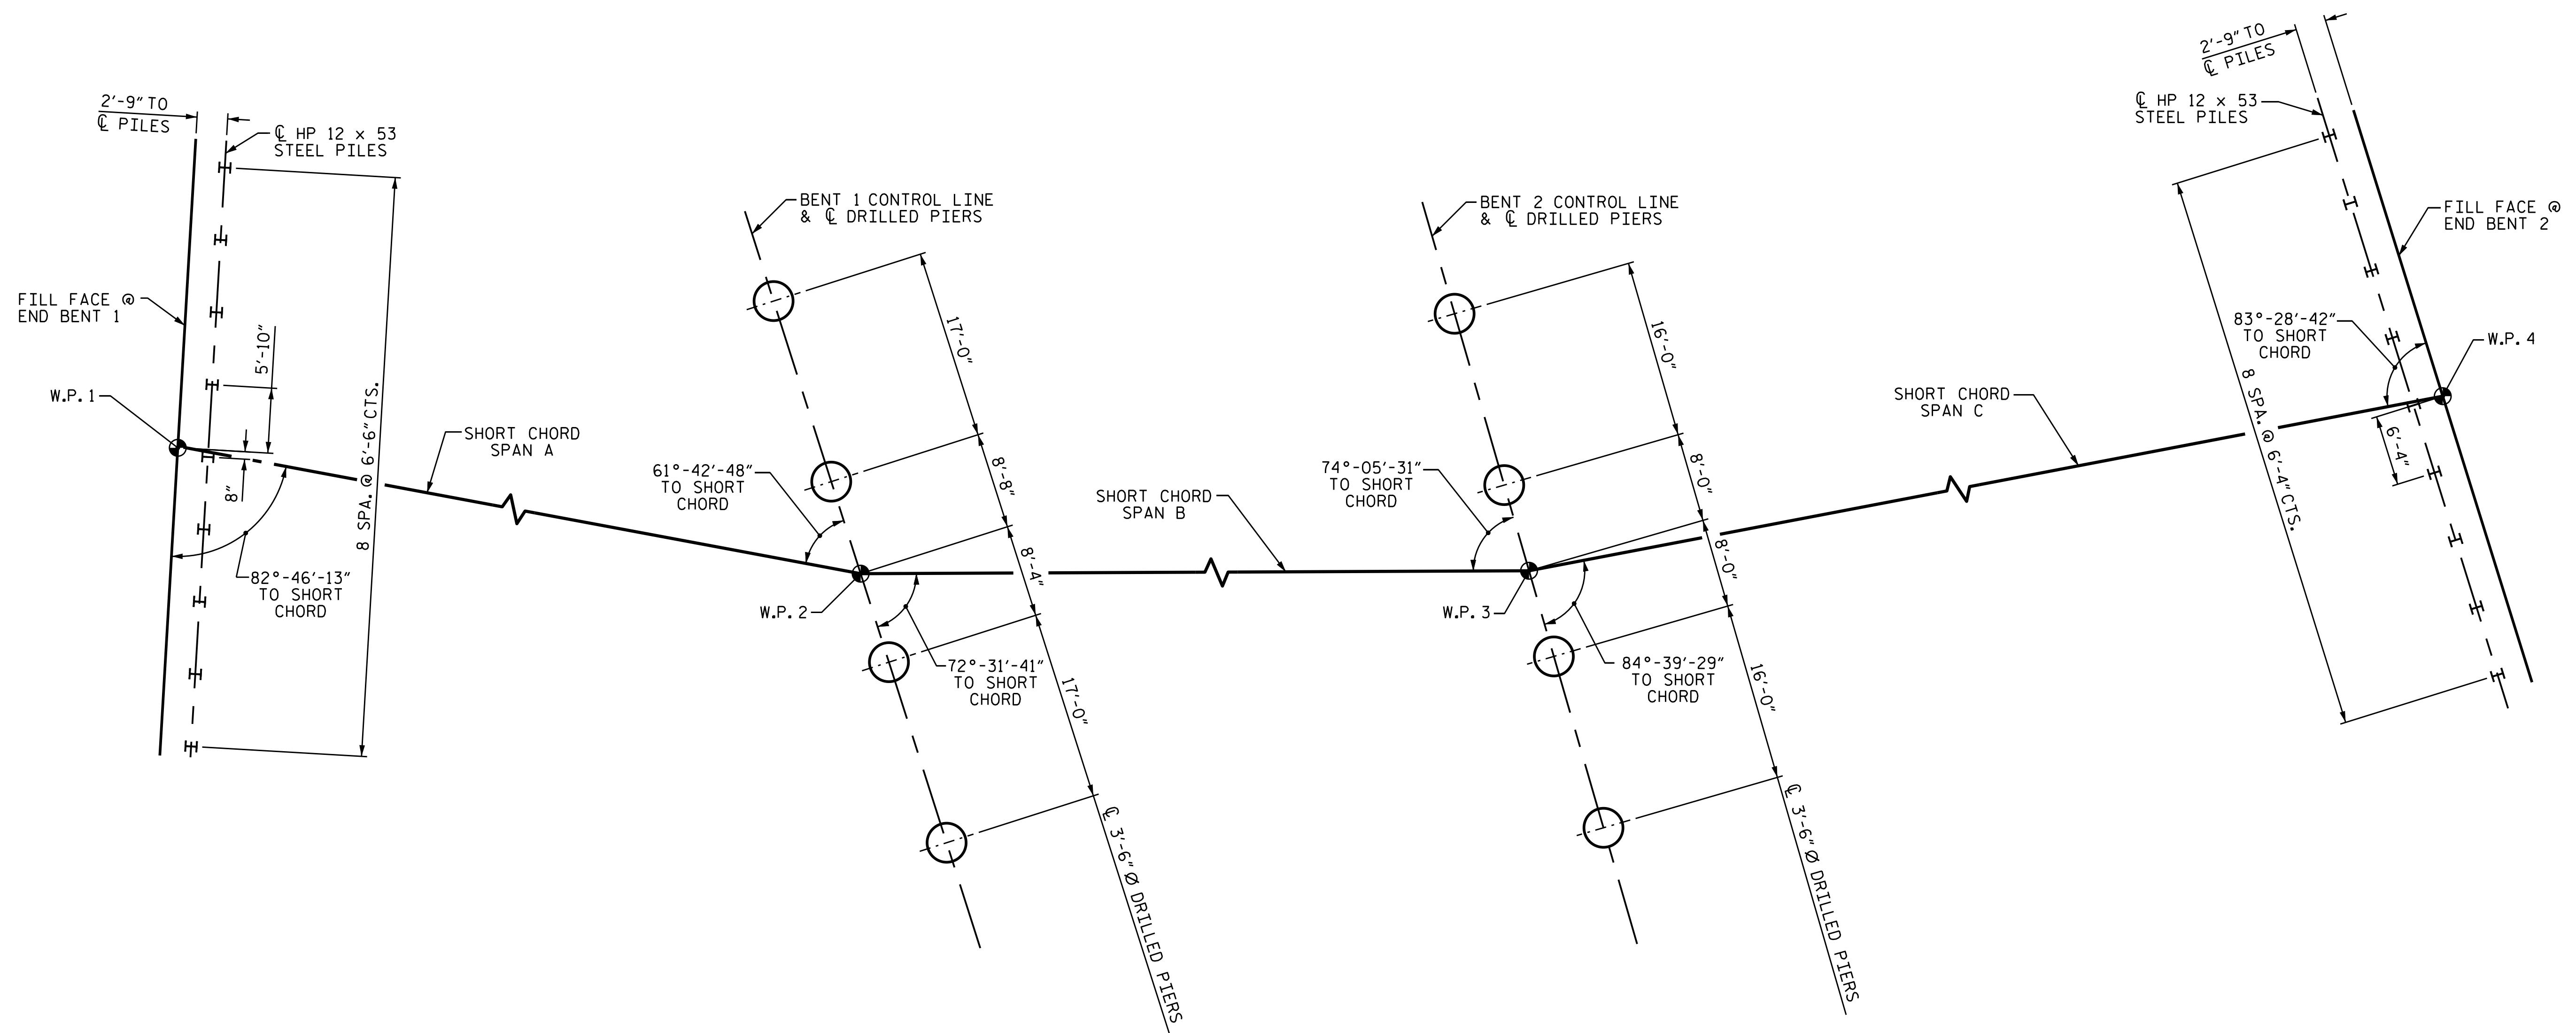 2'-9" TO
℄ PILES
℄ HP 12 x 53
STEEL PILES
FILL FACE @
END BENT 1
5'-10"
W.P. 1
8"
8 SPA. @ 6'-6" CTS.
82°-46'-13"
TO SHORT
CHORD
SHORT CHORD
SPAN A
BENT 1 CONTROL LINE
& ℄ DRILLED PIERS
61°-42'-48"
TO SHORT
CHORD
W.P. 2
17'-0"
8'-8"
8'-4"
17'-0"
72°-31'-41"
TO SHORT
CHORD
℄ 3'-6" Ø DRILLED PIERS
SHORT CHORD
SPAN B
BENT 2 CONTROL LINE
& ℄ DRILLED PIERS
74°-05'-31"
TO SHORT
CHORD
W.P. 3
16'-0"
8'-0"
8'-0"
16'-0"
84°-39'-29"
TO SHORT
CHORD
℄ 3'-6" Ø DRILLED PIERS
SHORT CHORD
SPAN C
2'-9" TO
℄ PILES
℄ HP 12 x 53
STEEL PILES
FILL FACE @
END BENT 2
83°-28'-42"
TO SHORT
CHORD
W.P. 4
6'-4"
8 SPA. @ 6'-4" CTS.